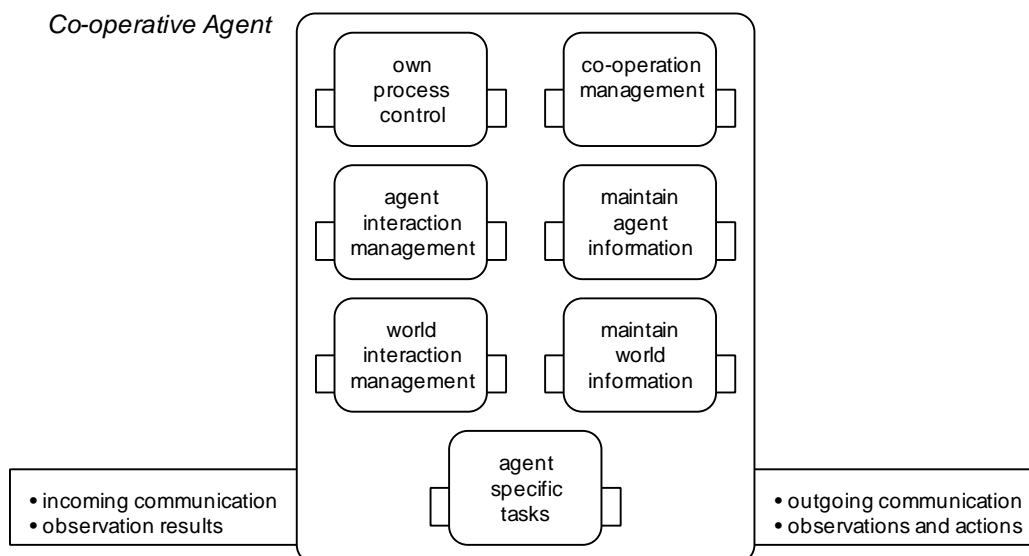 Co-operative Agent
own
process
control
co-operation
management
agent
interaction
management
maintain
agent
information
world
interaction
management
maintain
world
information
agent
specific
tasks
• incoming communication
• observation results
• outgoing communication
• observations and actions